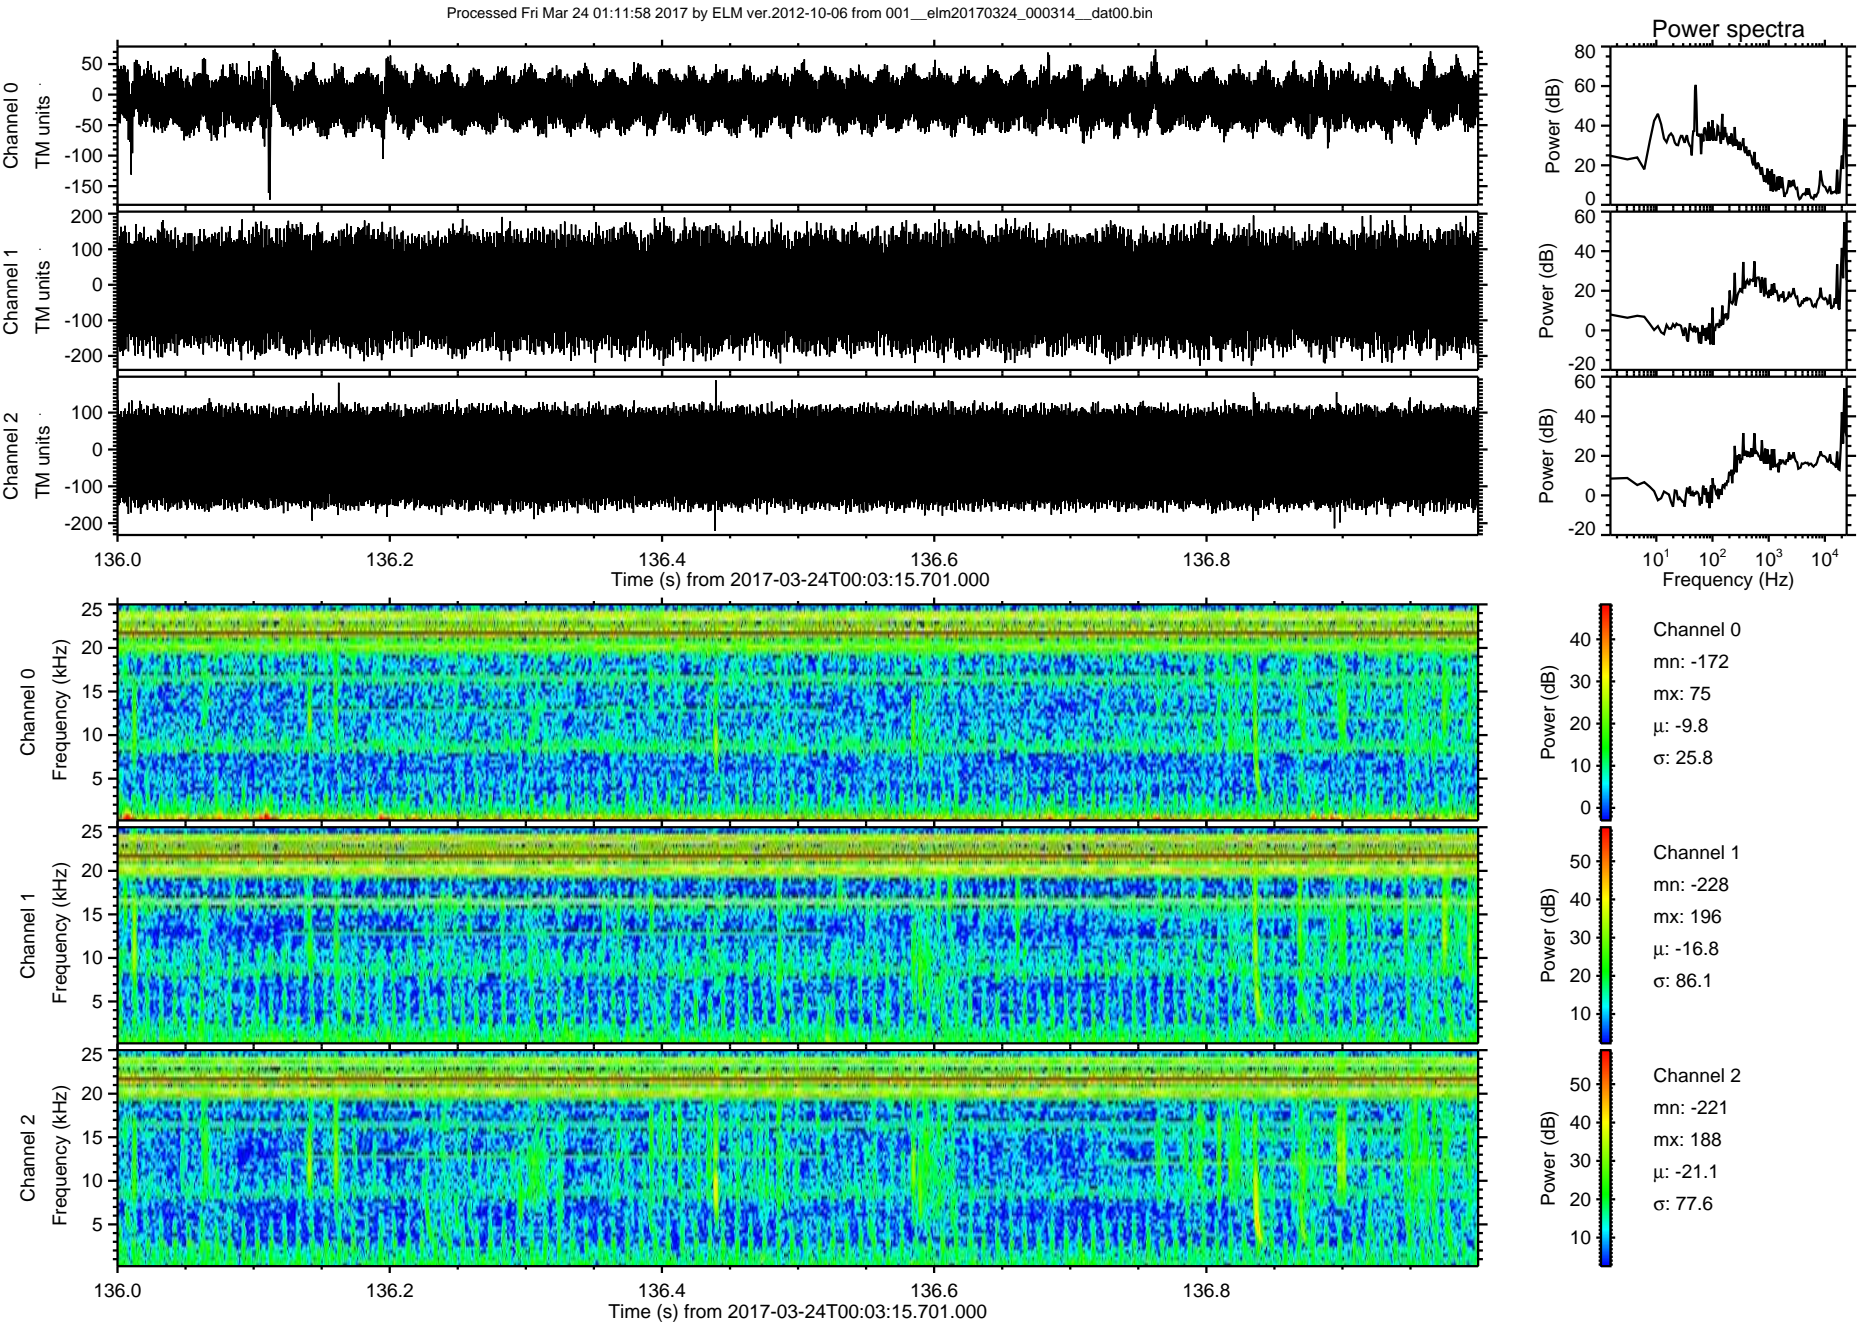 Processed Fri Mar 24 01:11:58 2017 by ELM ver.2012-10-06 from 001__elm20170324_000314__dat00.bin
Power spectra
Channel 0
TM units
50
0
-50
-100
-150
Power (dB)
80
60
40
20
0
Channel 1
TM units
200
100
0
-100
-200
Power (dB)
60
40
20
0
-20
Channel 2
TM units
100
0
-100
-200
Power (dB)
60
40
20
0
-20
136.0 136.2 136.4 136.6 136.8
Time (s) from 2017-03-24T00:03:15.701.000
10¹ 10² 10³ 10⁴
Frequency (Hz)
Channel 0
Frequency (kHz)
25
20
15
10
5
Power (dB)
40
30
20
10
0
Channel 0
mn: -172
mx: 75
μ: -9.8
σ: 25.8
Channel 1
Frequency (kHz)
25
20
15
10
5
Power (dB)
50
40
30
20
10
Channel 1
mn: -228
mx: 196
μ: -16.8
σ: 86.1
Channel 2
Frequency (kHz)
25
20
15
10
5
Power (dB)
50
40
30
20
10
Channel 2
mn: -221
mx: 188
μ: -21.1
σ: 77.6
136.0 136.2 136.4 136.6 136.8
Time (s) from 2017-03-24T00:03:15.701.000